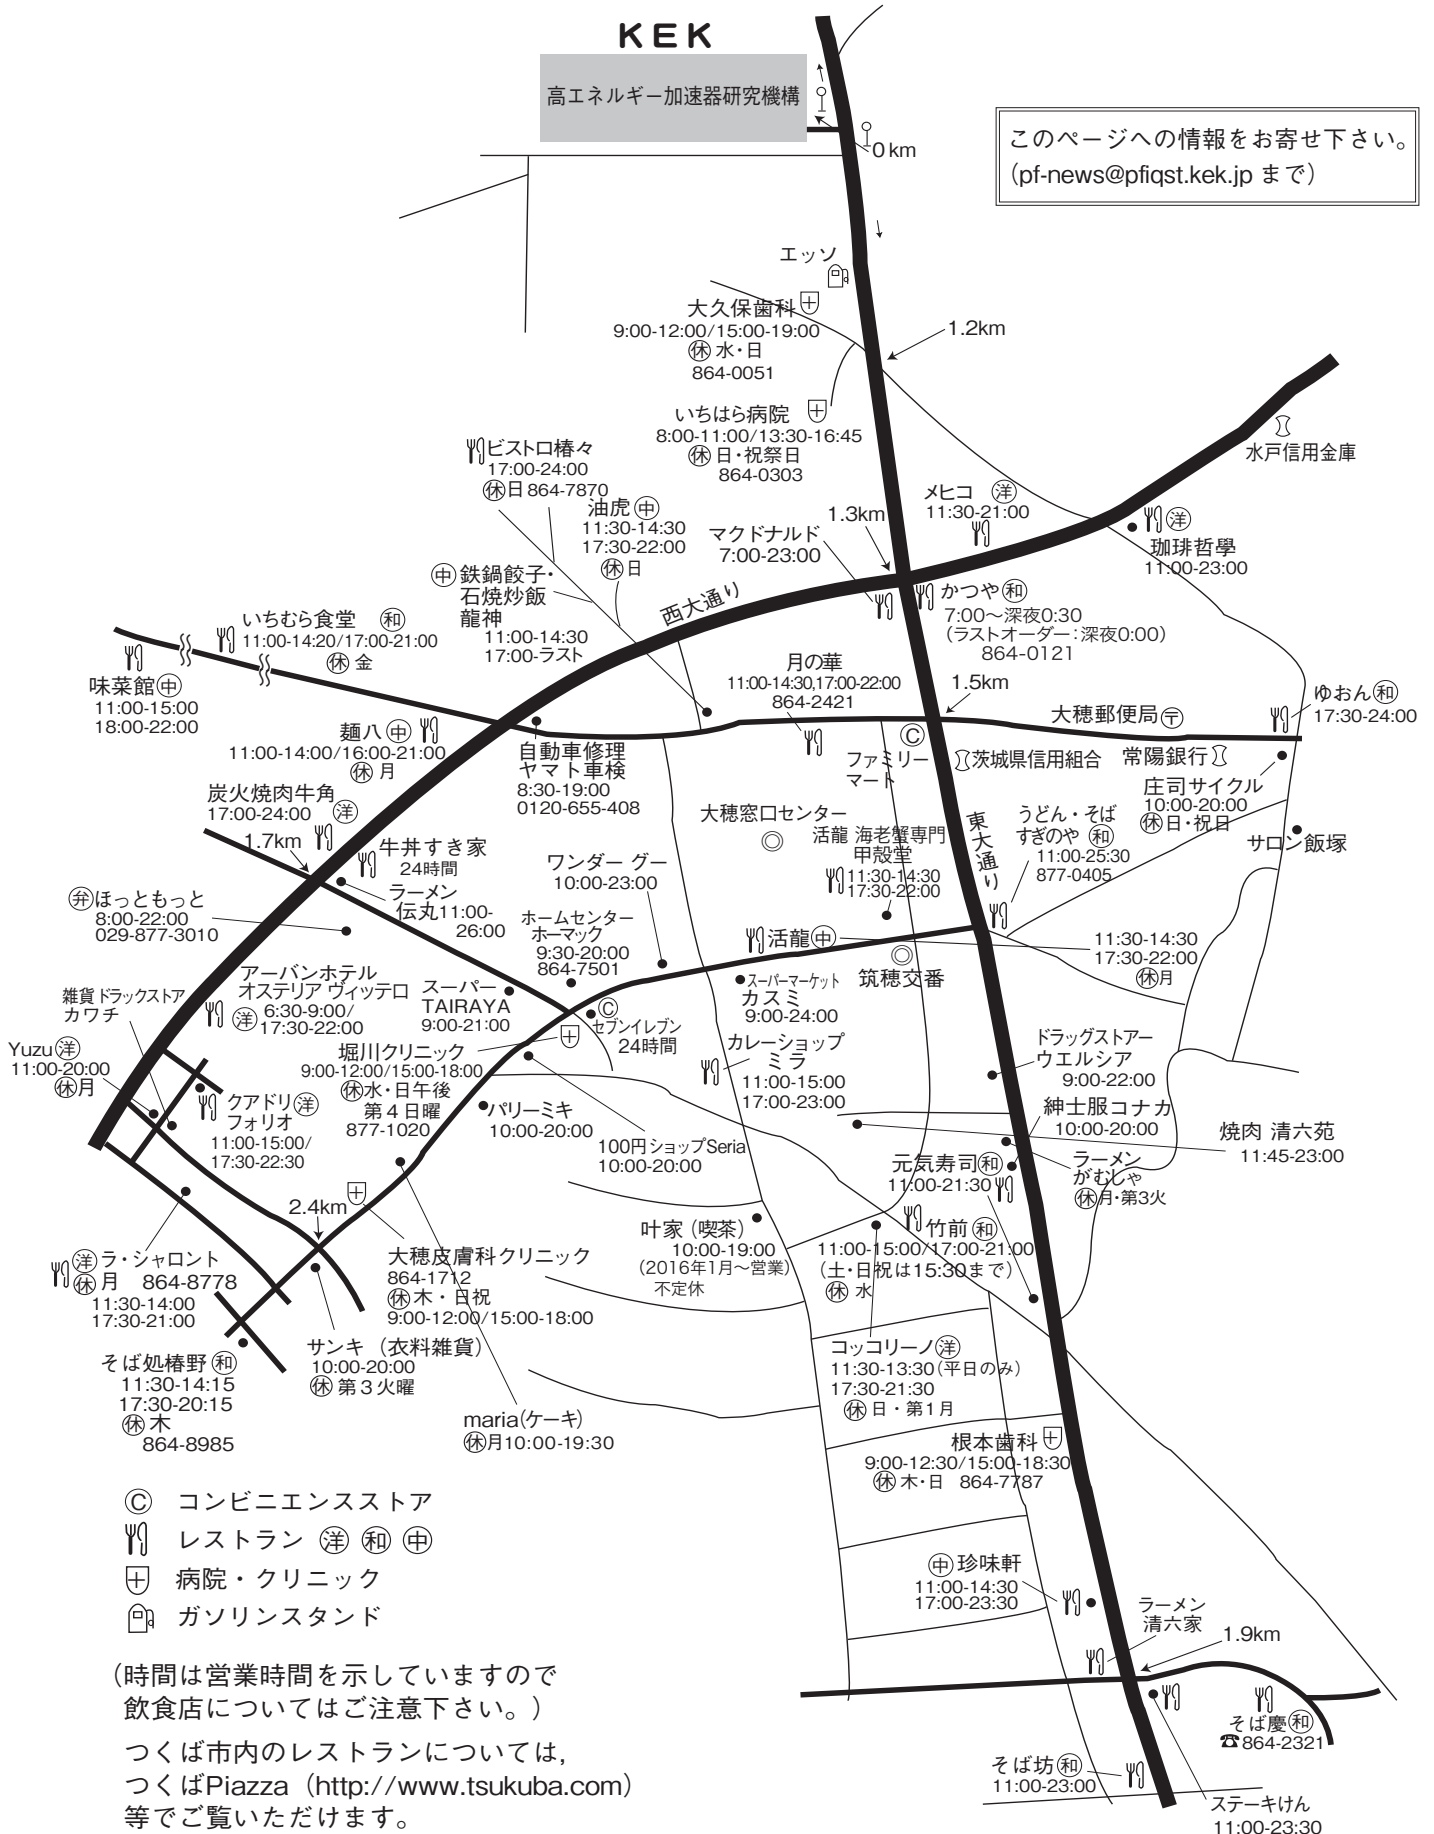 KEK
高エネルギー加速器研究機構
0 km
このページへの情報をお寄せ下さい。
(pf-news@pfiqst.kek.jp まで)
エッソ
大久保歯科
9:00-12:00/15:00-19:00
休 水・日
864-0051
1.2km
いちはら病院
8:00-11:00/13:30-16:45
休 日・祝祭日
864-0303
水戸信用金庫
ビストロ椿々
17:00-24:00
休 日 864-7870
油虎 中
11:30-14:30
17:30-22:00
休 日
メヒコ 洋
11:30-21:00
1.3km
マクドナルド
7:00-23:00
洋
珈琲哲學
11:00-23:00
中 鉄鍋餃子・
石焼炒飯
龍神
11:00-14:30
17:00-ラスト
西大通り
かつや 和
7:00～深夜0:30
(ラストオーダー:深夜0:00)
864-0121
いちむら食堂 和
11:00-14:20/17:00-21:00
休 金
味菜館 中
11:00-15:00
18:00-22:00
月の華
11:00-14:30,17:00-22:00
864-2421
1.5km
大穂郵便局 〒
ゆおん 和
17:30-24:00
麺八 中
11:00-14:00/16:00-21:00
休 月
自動車修理
ヤマト車検
8:30-19:00
0120-655-408
C
ファミリー
マート
茨城県信用組合
常陽銀行
庄司サイクル
10:00-20:00
休 日・祝日
サロン飯塚
炭火焼肉牛角
17:00-24:00 洋
1.7km
牛丼すき家
24時間
ラーメン
伝丸11:00-
26:00
大穂窓口センター
◎
活龍 海老蟹専門
甲殻堂
11:30-14:30
17:30-22:00
東大通り
うどん・そば
すぎのや 和
11:00-25:30
877-0405
ワンダー グー
10:00-23:00
弁 ほっともっと
8:00-22:00
029-877-3010
ホームセンター
ホーマック
9:30-20:00
864-7501
活龍 中
11:30-14:30
17:30-22:00
休 月
◎
筑穂交番
アーバンホテル
オステリア ヴィッテロ
洋 6:30-9:00/
17:30-22:00
スーパー
TAIRAYA
9:00-21:00
スーパーマーケット
カスミ
9:00-24:00
雑貨 ドラックストア
カワチ
C
セブンイレブン
24時間
Yuzu 洋
11:00-20:00
休 月
堀川クリニック
9:00-12:00/15:00-18:00
休 水・日午後
第４日曜
877-1020
カレーショップ
ミラ
11:00-15:00
17:00-23:00
ドラッグストアー
ウエルシア
9:00-22:00
クアドリ 洋
フォリオ
11:00-15:00/
17:30-22:30
パリーミキ
10:00-20:00
100円ショップSeria
10:00-20:00
紳士服コナカ
10:00-20:00
焼肉 清六苑
11:45-23:00
元気寿司 和
11:00-21:30
ラーメン
がむしゃ
休 月・第3火
2.4km
叶家 (喫茶)
10:00-19:00
(2016年1月～営業)
不定休
竹前 和
11:00-15:00/17:00-21:00
(土・日祝は15:30まで)
休 水
洋 ラ・シャロント
休 月 864-8778
11:30-14:00
17:30-21:00
大穂皮膚科クリニック
864-1712
休 木・日祝
9:00-12:00/15:00-18:00
そば処椿野 和
11:30-14:15
17:30-20:15
休 木
864-8985
サンキ (衣料雑貨)
10:00-20:00
休 第３火曜
コッコリーノ 洋
11:30-13:30(平日のみ)
17:30-21:30
休 日・第１月
maria(ケーキ)
休 月10:00-19:30
根本歯科
9:00-12:30/15:00-18:30
休 木・日 864-7787
C コンビニエンスストア
レストラン 洋 和 中
病院・クリニック
ガソリンスタンド
中 珍味軒
11:00-14:30
17:00-23:30
ラーメン
清六家
1.9km
そば慶 和
☎864-2321
そば坊 和
11:00-23:00
ステーキけん
11:00-23:30
(時間は営業時間を示していますので
飲食店についてはご注意下さい。)
つくば市内のレストランについては,
つくばPiazza (http://www.tsukuba.com)
等でご覧いただけます。